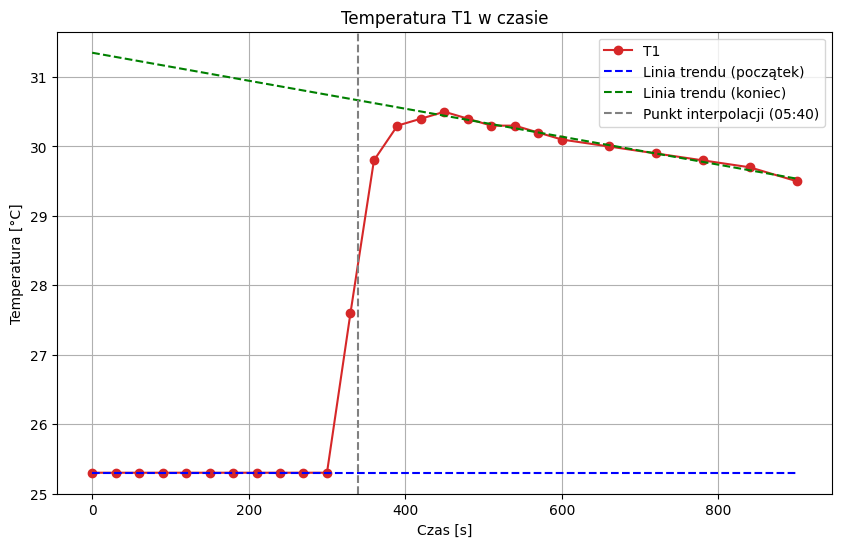 Temperatura T1 w czasie
T1
Linia trendu (początek)
Linia trendu (koniec)
Punkt interpolacji (05:40)
Temperatura [°C]
31
30
29
28
27
26
25
0
200
400
600
800
Czas [s]